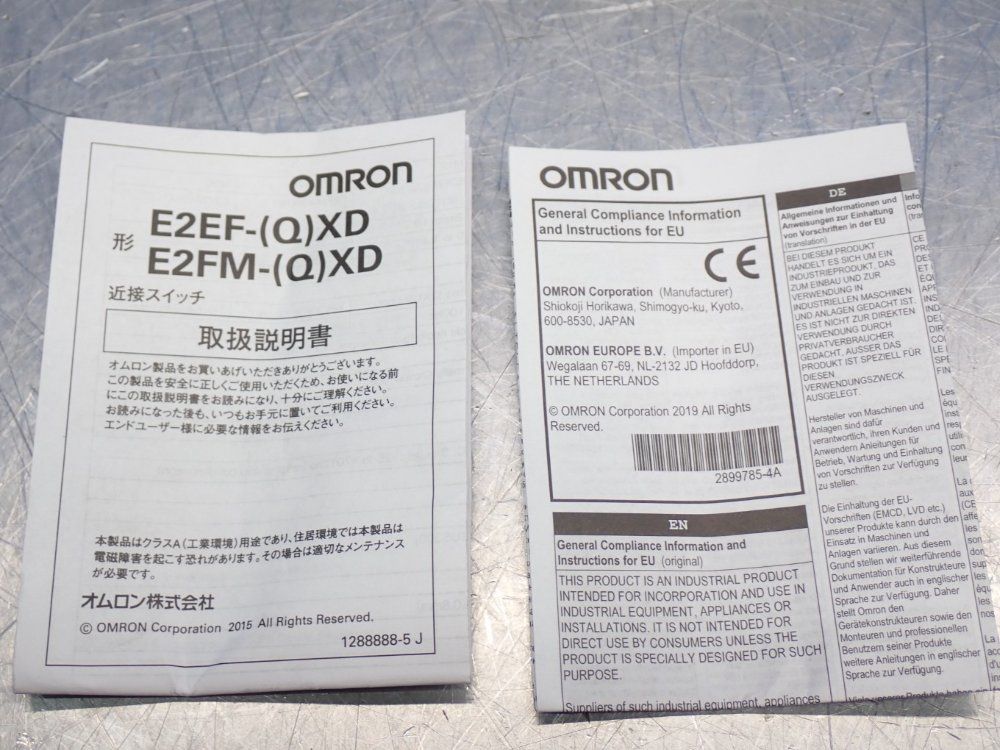 OMRON
形 E2EF-(Q)XD
E2FM-(Q)XD
近接スイッチ
取扱説明書
オムロン製品をお買いあげいただきありがとうございます。
この製品を安全に正しくご使用いただくため、お使いになる前
にこの取扱説明書をお読みになり、十分にご理解ください。
お読みになった後も、いつもお手元に置いてご利用ください。
エンドユーザー様に必要な情報をお伝えください。
本製品はクラスA(工業環境)用途であり、住居環境では本製品は
電磁障害を起こす恐れがあります。その場合は適切なメンテナンス
が必要です。
オムロン株式会社
© OMRON Corporation 2015 All Rights Reserved.
1288888-5 J
OMRON
General Compliance Information
and Instructions for EU
CE
OMRON Corporation (Manufacturer)
Shiokoji Horikawa, Shimogyo-ku, Kyoto,
600-8530, JAPAN
OMRON EUROPE B.V. (Importer in EU)
Wegalaan 67-69, NL-2132 JD Hoofddorp,
THE NETHERLANDS
© OMRON Corporation 2019 All Rights
Reserved.
2899785-4A
EN
General Compliance Information and
Instructions for EU (original)
THIS PRODUCT IS AN INDUSTRIAL PRODUCT
INTENDED FOR INCORPORATION AND USE IN
INDUSTRIAL EQUIPMENT, APPLIANCES OR
INSTALLATIONS. IT IS NOT INTENDED FOR
DIRECT USE BY CONSUMERS UNLESS THE
PRODUCT IS SPECIALLY DESIGNED FOR SUCH
PURPOSE.
Suppliers of such industrial equipment, appliances
DE
Allgemeine Informationen und
Anweisungen zur Einhaltung
von Vorschriften in der EU
(translation)
BEI DIESEM PRODUKT
HANDELT ES SICH UM EIN
INDUSTRIEPRODUKT, DAS
ZUM EINBAU UND ZUR
VERWENDUNG IN
INDUSTRIELLEN MASCHINEN
UND ANLAGEN GEDACHT IST.
ES IST NICHT ZUR DIREKTEN
VERWENDUNG DURCH
PRIVATVERBRAUCHER
GEDACHT, AUSSER DAS
PRODUKT IST SPEZIELL FÜR
DIESEN
VERWENDUNGSZWECK
AUSGELEGT.
Hersteller von Maschinen und
Anlagen sind dafür
verantwortlich, ihren Kunden und
Anwendern Anleitungen für
Betrieb, Wartung und Einhaltung
von Vorschriften zur Verfügung
zu stellen.
Die Einhaltung der EU-
Vorschriften (EMCD, LVD etc.)
unserer Produkte kann durch den
Einsatz in Maschinen und
Anlagen variieren. Aus diesem
Grund stellen wir weiterführende
Dokumentation für Konstrukteure
und Anwender auch in englischer
Sprache zur Verfügung. Daher
stellt Omron den
Gerätekonstrukteuren sowie den
Monteuren und professionellen
Benutzern seiner Produkte
weitere Anleitungen in englischer
Sprache zur Verfügung.